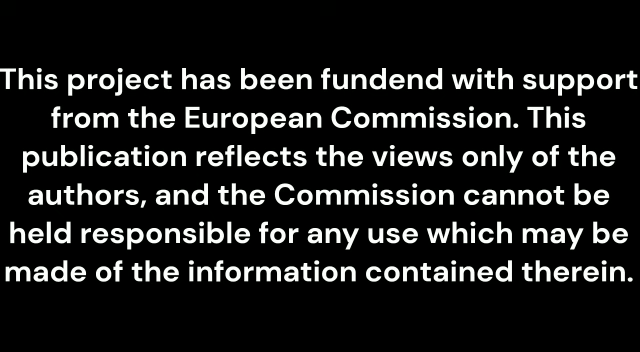 This project has been fundend with support
from the European Commission. This
publication reflects the views only of the
authors, and the Commission cannot be
held responsible for any use which may be
made of the information contained therein.